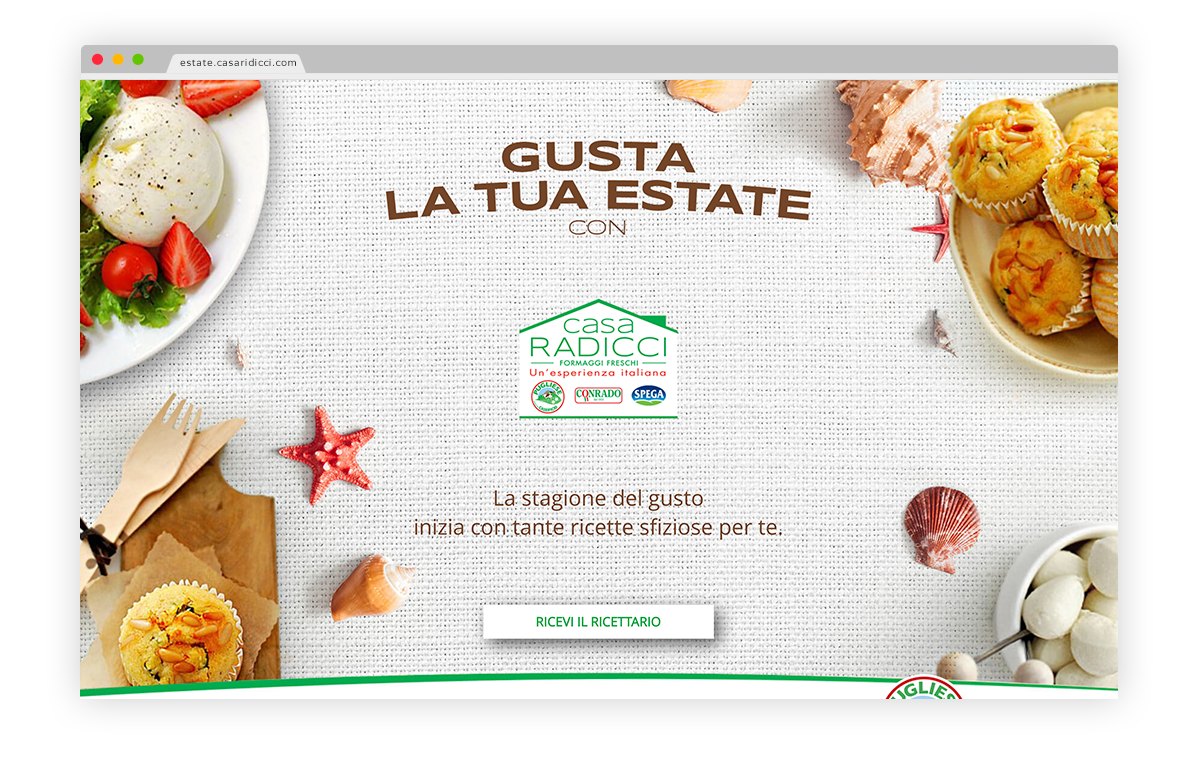 estate.casaridicci.com
GUSTA
LA TUA ESTATE
CON
casa
RADICCI
FORMAGGI FRESCHI
Un'esperienza italiana
CONRADO
SPEGA
La stagione del gusto
inizia con tante ricette sfiziose per te.
RICEVI IL RICETTARIO